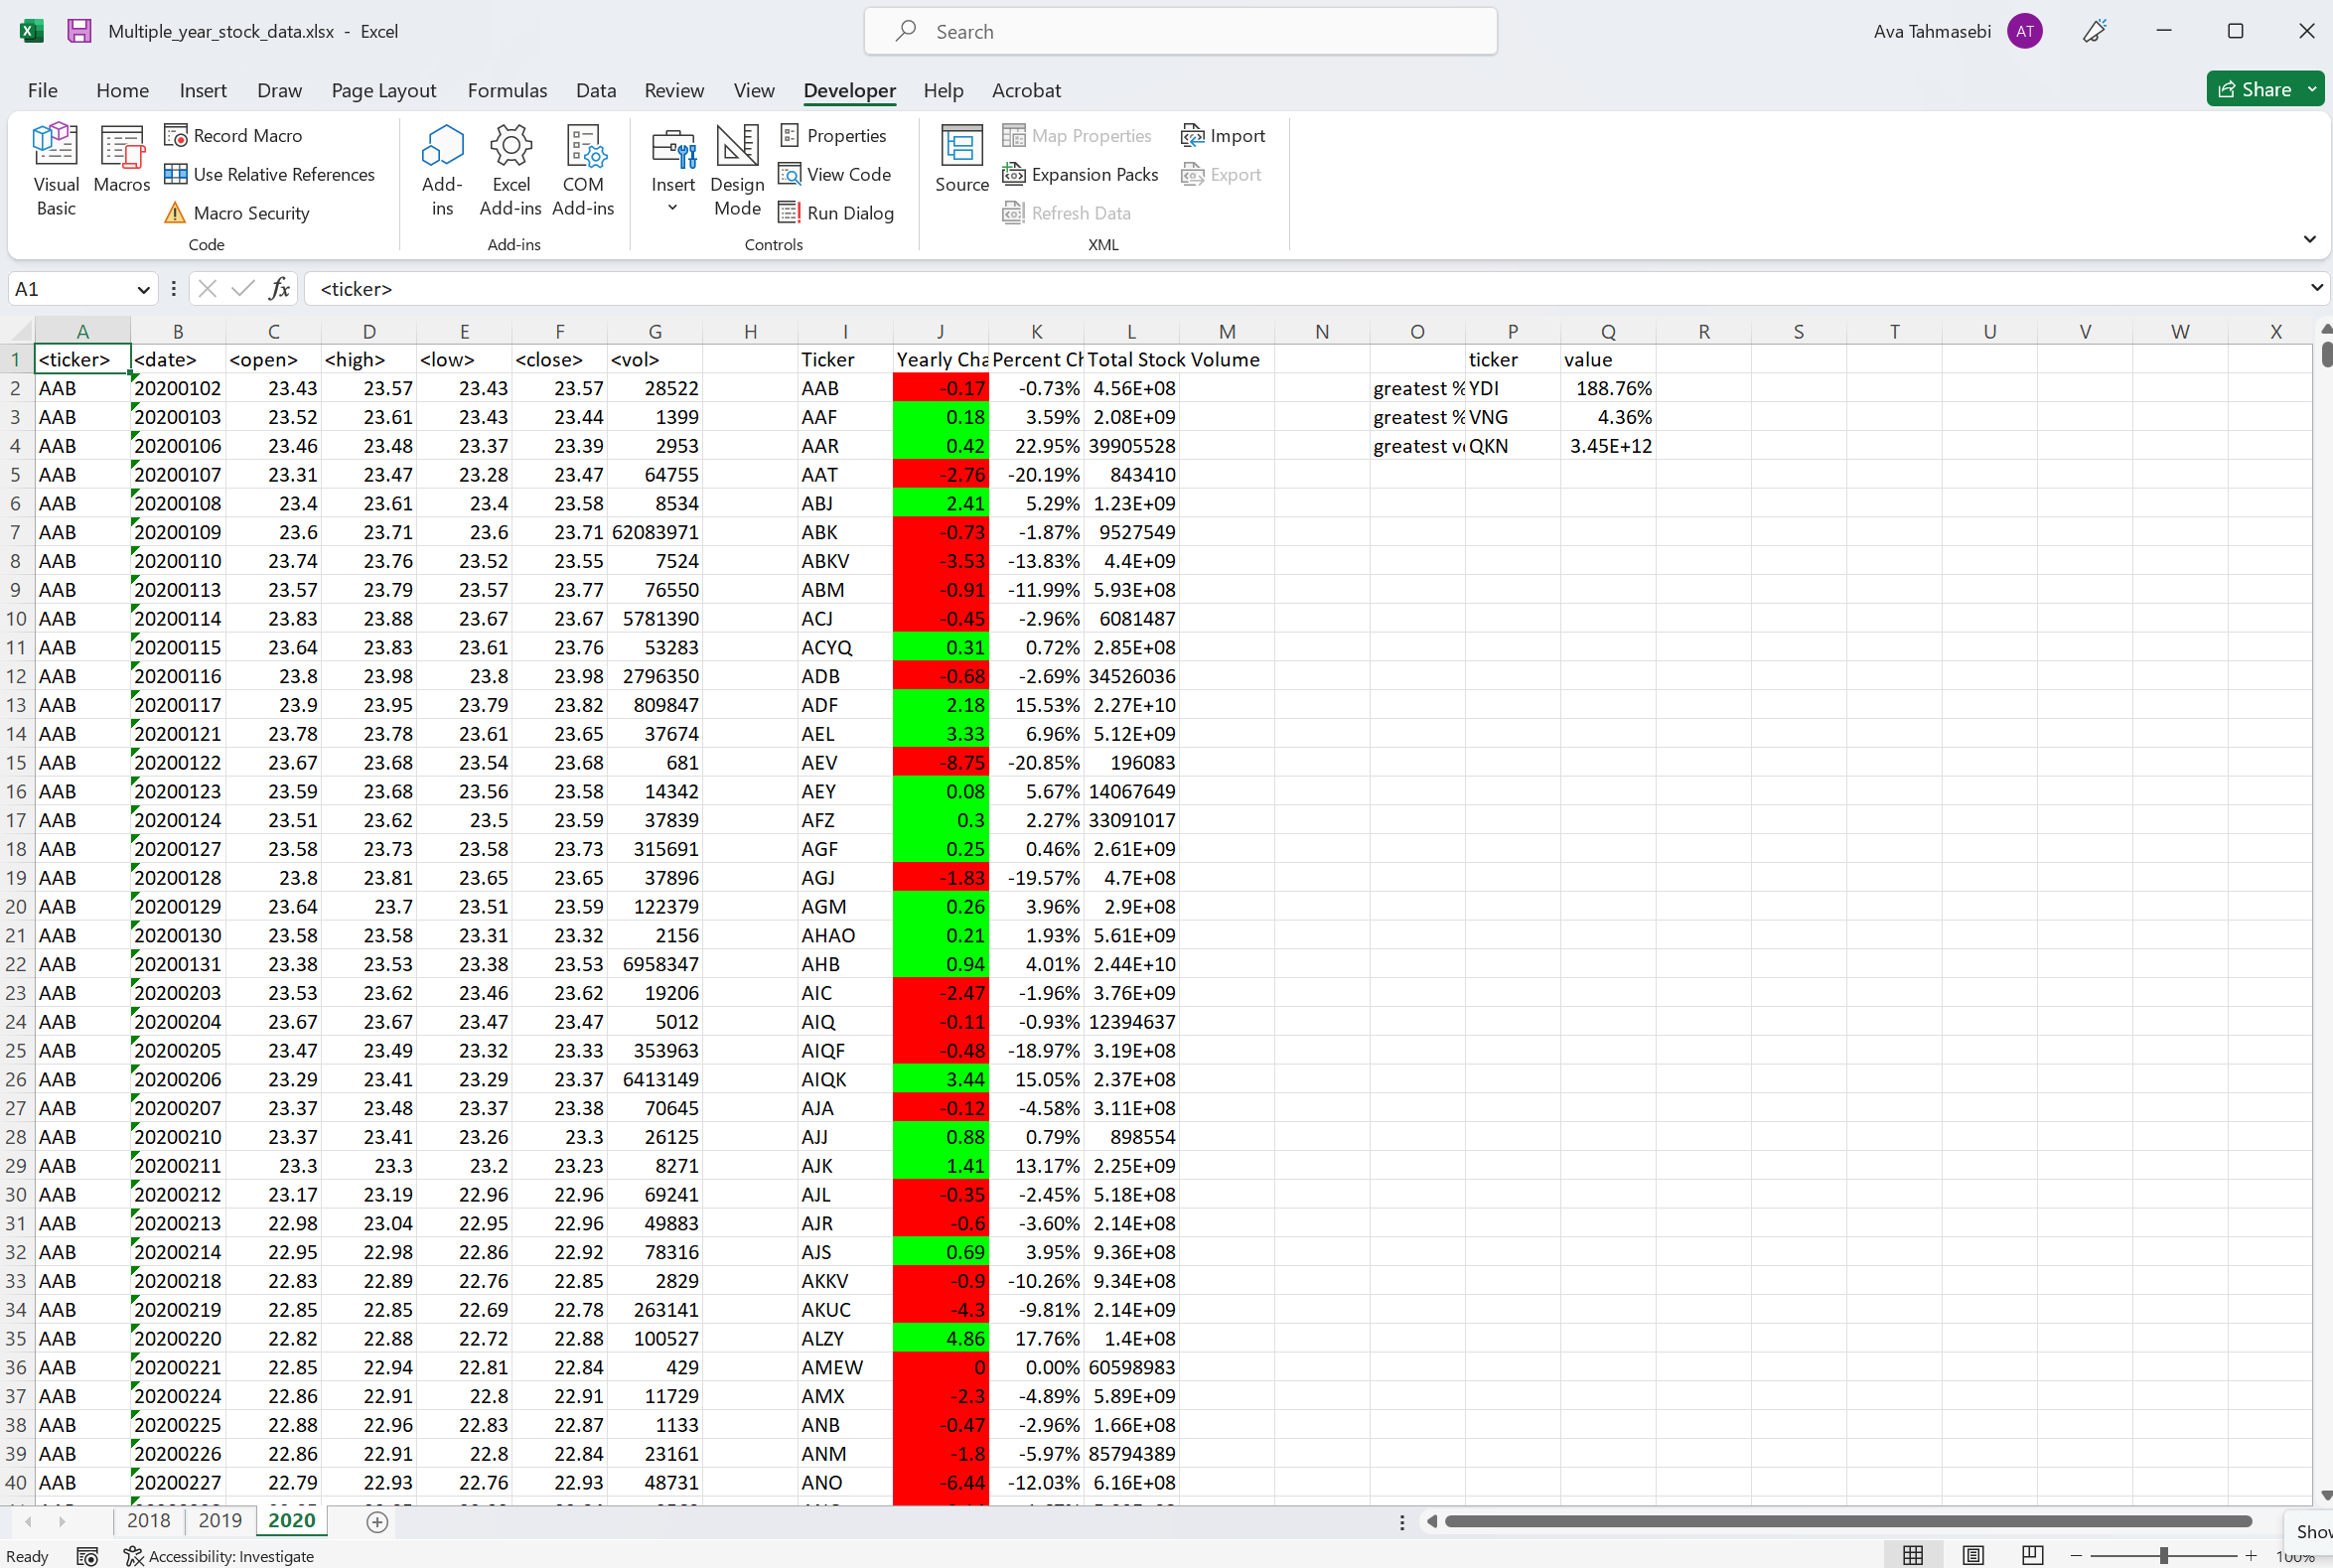 Multiple_year_stock_data.xlsx - Excel Search Ava Tahmasebi AT
File Home Insert Draw Page Layout Formulas Data Review View Developer Help Acrobat Share
Visual Basic Macros Record Macro Use Relative References Macro Security Code
Add-ins Excel Add-ins COM Add-ins Add-ins
Insert Design Mode Properties View Code Run Dialog Controls
Source Map Properties Expansion Packs Refresh Data Import Export XML
A1 fx <ticker>
A B C D E F G H I J K L M N O P Q R S T U V W X
1 <ticker> <date> <open> <high> <low> <close> <vol> Ticker Yearly Cha Percent Ch Total Stock Volume ticker value
2 AAB 20200102 23.43 23.57 23.43 23.57 28522 AAB -0.17 -0.73% 4.56E+08 greatest % YDI 188.76%
3 AAB 20200103 23.52 23.61 23.43 23.44 1399 AAF 0.18 3.59% 2.08E+09 greatest % VNG 4.36%
4 AAB 20200106 23.46 23.48 23.37 23.39 2953 AAR 0.42 22.95% 39905528 greatest vo QKN 3.45E+12
5 AAB 20200107 23.31 23.47 23.28 23.47 64755 AAT -2.76 -20.19% 843410
6 AAB 20200108 23.4 23.61 23.4 23.58 8534 ABJ 2.41 5.29% 1.23E+09
7 AAB 20200109 23.6 23.71 23.6 23.71 62083971 ABK -0.73 -1.87% 9527549
8 AAB 20200110 23.74 23.76 23.52 23.55 7524 ABKV -3.53 -13.83% 4.4E+09
9 AAB 20200113 23.57 23.79 23.57 23.77 76550 ABM -0.91 -11.99% 5.93E+08
10 AAB 20200114 23.83 23.88 23.67 23.67 5781390 ACJ -0.45 -2.96% 6081487
11 AAB 20200115 23.64 23.83 23.61 23.76 53283 ACYQ 0.31 0.72% 2.85E+08
12 AAB 20200116 23.8 23.98 23.8 23.98 2796350 ADB -0.68 -2.69% 34526036
13 AAB 20200117 23.9 23.95 23.79 23.82 809847 ADF 2.18 15.53% 2.27E+10
14 AAB 20200121 23.78 23.78 23.61 23.65 37674 AEL 3.33 6.96% 5.12E+09
15 AAB 20200122 23.67 23.68 23.54 23.68 681 AEV -8.75 -20.85% 196083
16 AAB 20200123 23.59 23.68 23.56 23.58 14342 AEY 0.08 5.67% 14067649
17 AAB 20200124 23.51 23.62 23.5 23.59 37839 AFZ 0.3 2.27% 33091017
18 AAB 20200127 23.58 23.73 23.58 23.73 315691 AGF 0.25 0.46% 2.61E+09
19 AAB 20200128 23.8 23.81 23.65 23.65 37896 AGJ -1.83 -19.57% 4.7E+08
20 AAB 20200129 23.64 23.7 23.51 23.59 122379 AGM 0.26 3.96% 2.9E+08
21 AAB 20200130 23.58 23.58 23.31 23.32 2156 AHAO 0.21 1.93% 5.61E+09
22 AAB 20200131 23.38 23.53 23.38 23.53 6958347 AHB 0.94 4.01% 2.44E+10
23 AAB 20200203 23.53 23.62 23.46 23.62 19206 AIC -2.47 -1.96% 3.76E+09
24 AAB 20200204 23.67 23.67 23.47 23.47 5012 AIQ -0.11 -0.93% 12394637
25 AAB 20200205 23.47 23.49 23.32 23.33 353963 AIQF -0.48 -18.97% 3.19E+08
26 AAB 20200206 23.29 23.41 23.29 23.37 6413149 AIQK 3.44 15.05% 2.37E+08
27 AAB 20200207 23.37 23.48 23.37 23.38 70645 AJA -0.12 -4.58% 3.11E+08
28 AAB 20200210 23.37 23.41 23.26 23.3 26125 AJJ 0.88 0.79% 898554
29 AAB 20200211 23.3 23.3 23.2 23.23 8271 AJK 1.41 13.17% 2.25E+09
30 AAB 20200212 23.17 23.19 22.96 22.96 69241 AJL -0.35 -2.45% 5.18E+08
31 AAB 20200213 22.98 23.04 22.95 22.96 49883 AJR -0.6 -3.60% 2.14E+08
32 AAB 20200214 22.95 22.98 22.86 22.92 78316 AJS 0.69 3.95% 9.36E+08
33 AAB 20200218 22.83 22.89 22.76 22.85 2829 AKKV -0.9 -10.26% 9.34E+08
34 AAB 20200219 22.85 22.85 22.69 22.78 263141 AKUC -4.3 -9.81% 2.14E+09
35 AAB 20200220 22.82 22.88 22.72 22.88 100527 ALZY 4.86 17.76% 1.4E+08
36 AAB 20200221 22.85 22.94 22.81 22.84 429 AMEW 0 0.00% 60598983
37 AAB 20200224 22.86 22.91 22.8 22.91 11729 AMX -2.3 -4.89% 5.89E+09
38 AAB 20200225 22.88 22.96 22.83 22.87 1133 ANB -0.47 -2.96% 1.66E+08
39 AAB 20200226 22.86 22.91 22.8 22.84 23161 ANM -1.8 -5.97% 85794389
40 AAB 20200227 22.79 22.93 22.76 22.93 48731 ANO -6.44 -12.03% 6.16E+08
2018 2019 2020 Show
Ready Accessibility: Investigate 100%